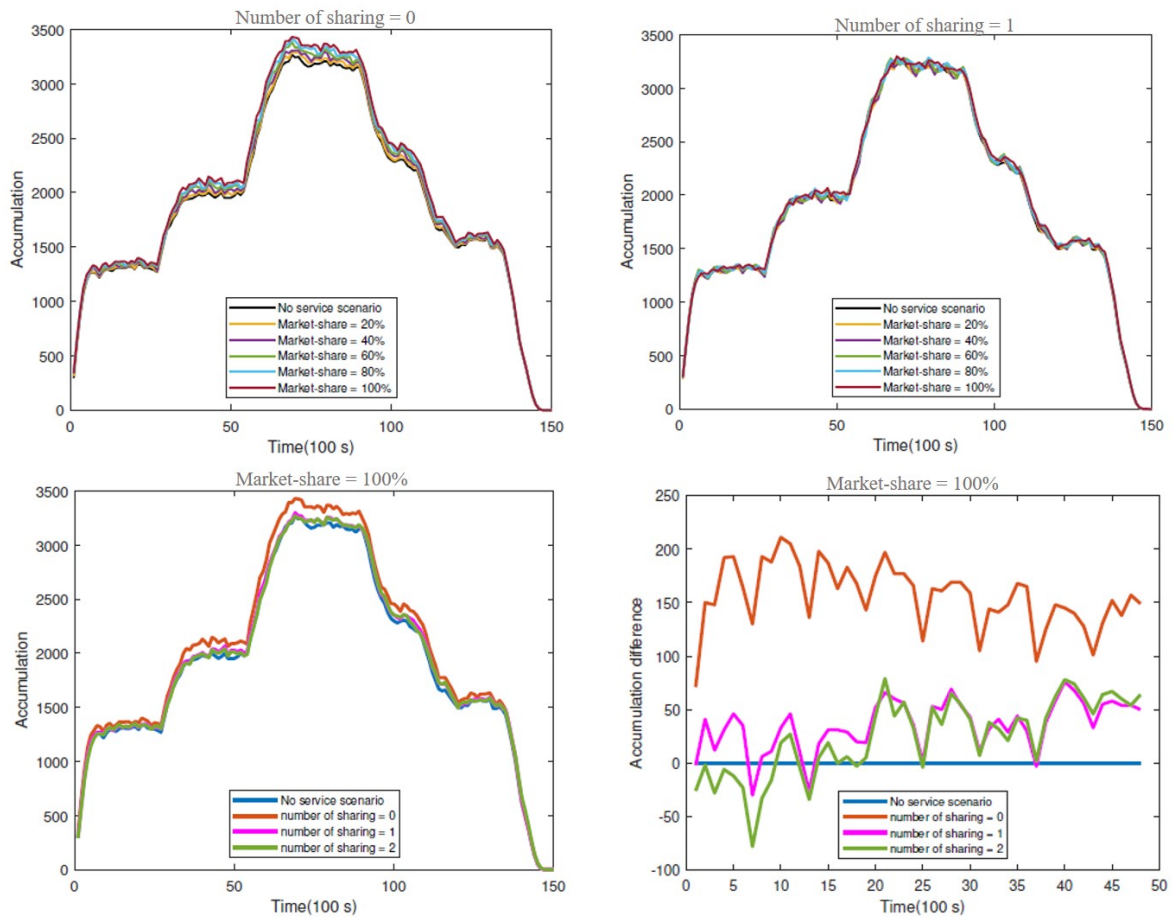 Number of sharing = 0
3500
3000
2500
2000
1500
1000
500
0
Accumulation
No service scenario
Market-share = 20%
Market-share = 40%
Market-share = 60%
Market-share = 80%
Market-share = 100%
0
50
100
150
Time(100 s)
Number of sharing = 1
3500
3000
2500
2000
1500
1000
500
0
Accumulation
No service scenario
Market-share = 20%
Market-share = 40%
Market-share = 60%
Market-share = 80%
Market-share = 100%
0
50
100
150
Time(100 s)
Market-share = 100%
3500
3000
2500
2000
1500
1000
500
0
Accumulation
No service scenario
number of sharing = 0
number of sharing = 1
number of sharing = 2
0
50
100
150
Time(100 s)
Market-share = 100%
250
200
150
100
50
0
-50
-100
Accumulation difference
No service scenario
number of sharing = 0
number of sharing = 1
number of sharing = 2
0
5
10
15
20
25
30
35
40
45
50
Time(100 s)